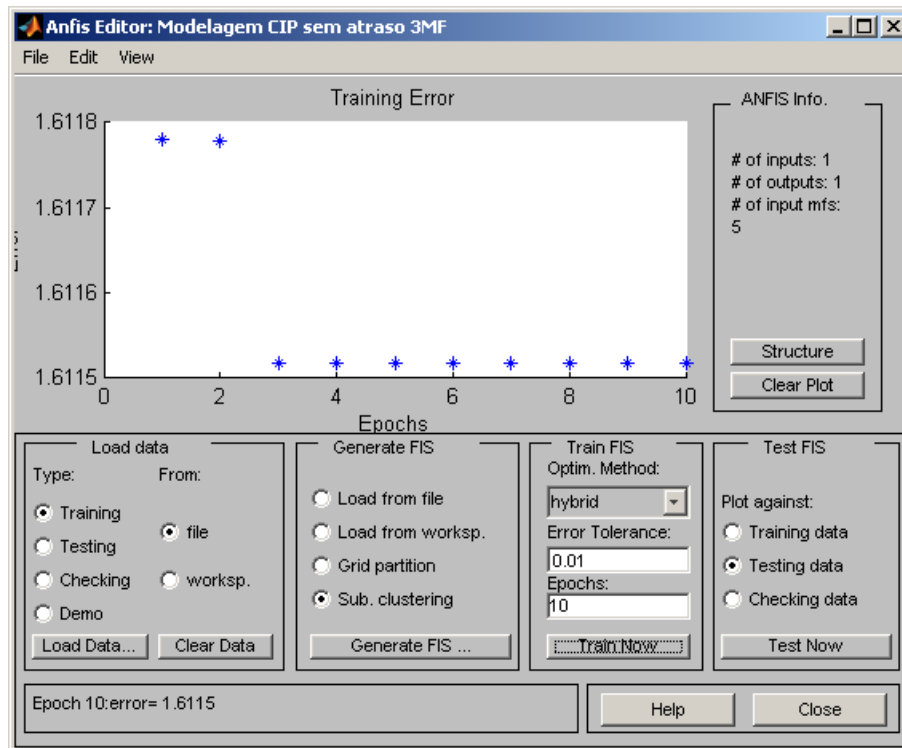 Anfis Editor: Modelagem CIP sem atraso 3MF
File Edit View
Training Error
1.6118
1.6117
1.6116
1.6115
0 2 4 6 8 10
Epochs
ANFIS Info.
# of inputs: 1
# of outputs: 1
# of input mfs:
5
Structure
Clear Plot
Load data
Type: From:
Training
file
Testing
Checking worksp.
Demo
Load Data... Clear Data
Generate FIS
Load from file
Load from worksp.
Grid partition
Sub. clustering
Generate FIS ...
Train FIS
Optim. Method:
hybrid
Error Tolerance:
0.01
Epochs:
10
Train Now
Test FIS
Plot against:
Training data
Testing data
Checking data
Test Now
Epoch 10:error= 1.6115
Help Close